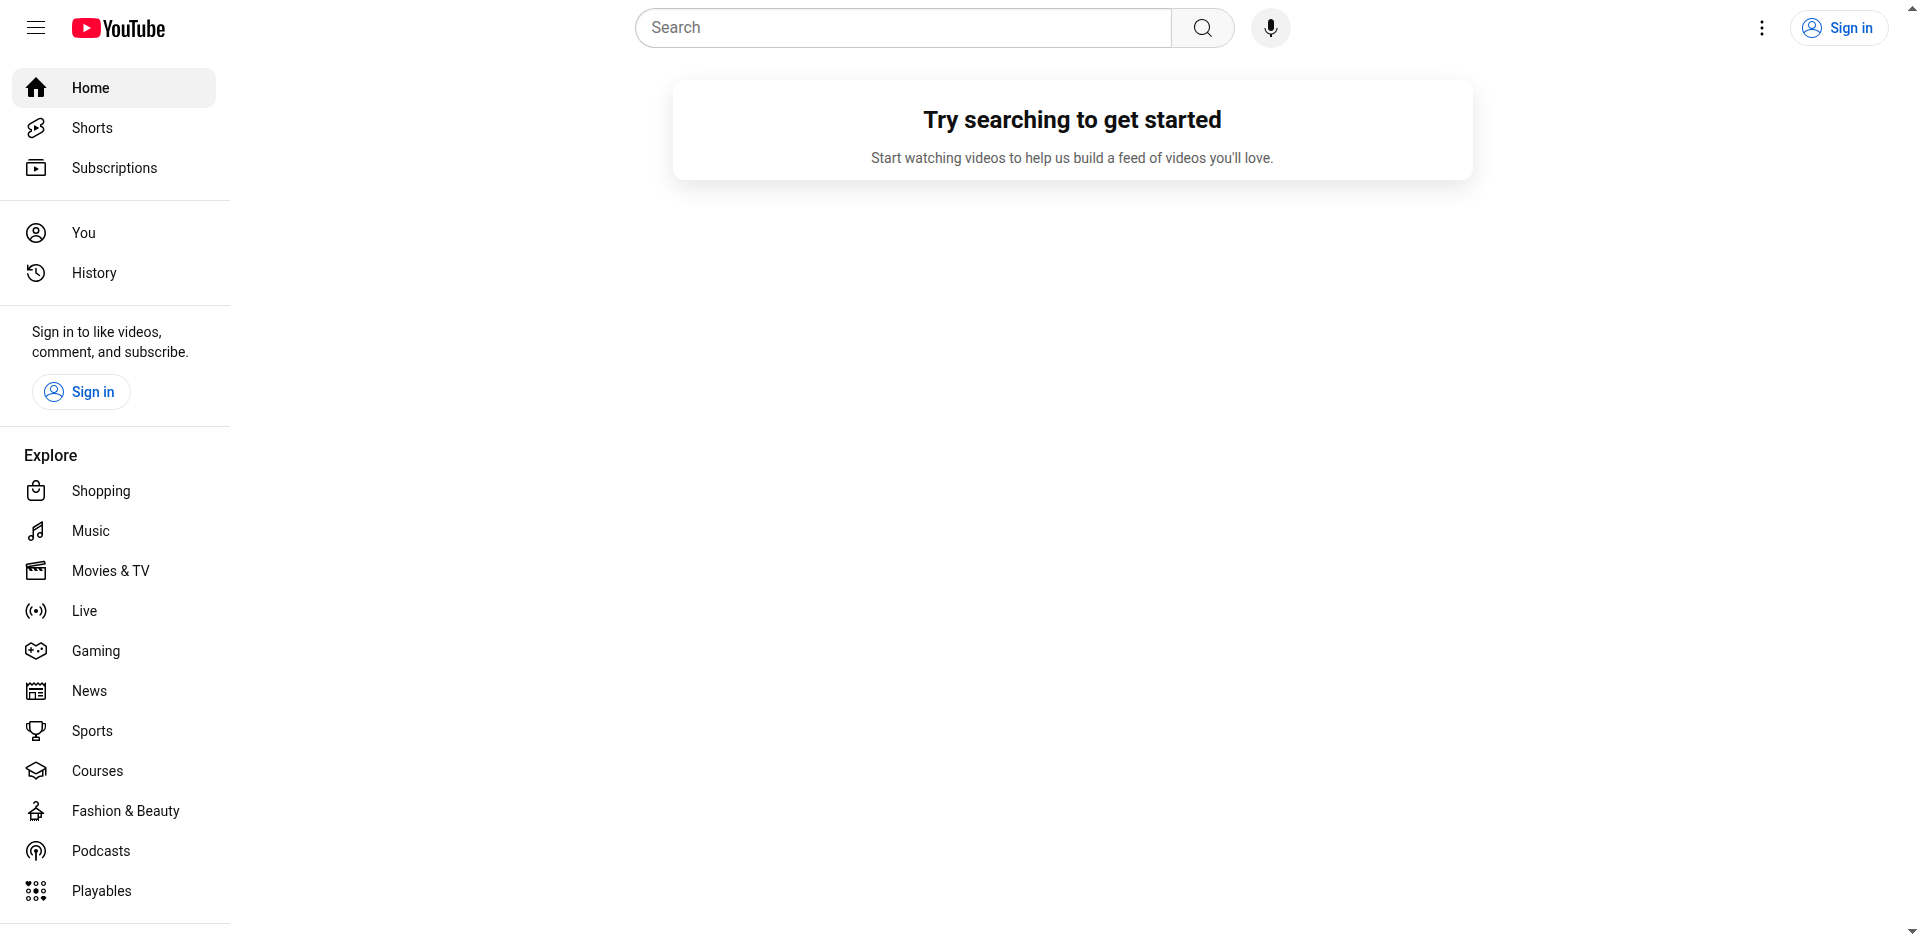 YouTube
Search
Sign in
Home
Shorts
Subscriptions
You
History
Sign in to like videos,
comment, and subscribe.
Sign in
Explore
Shopping
Music
Movies & TV
Live
Gaming
News
Sports
Courses
Fashion & Beauty
Podcasts
Playables
Try searching to get started
Start watching videos to help us build a feed of videos you'll love.